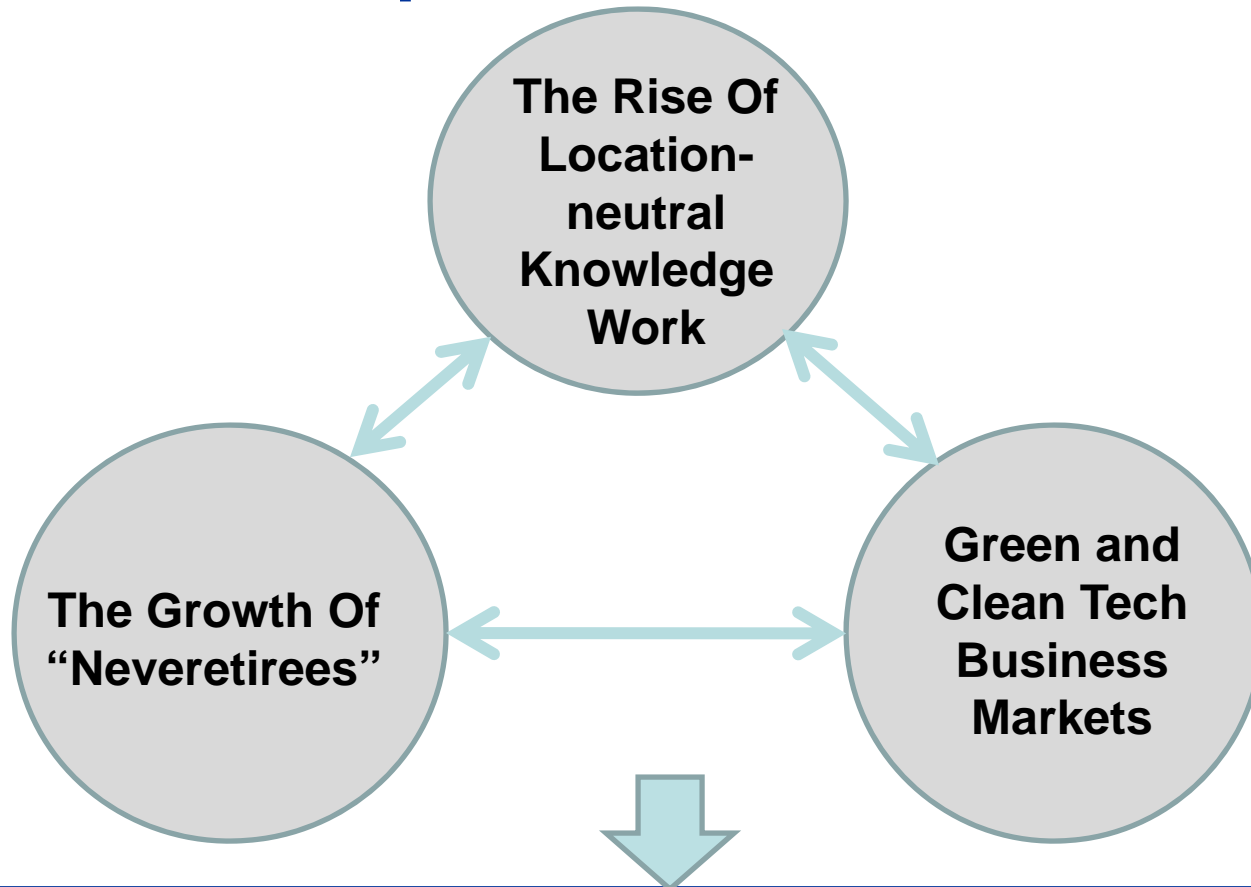 The Rise Of
Location-
neutral
Knowledge
Work
The Growth Of
“Neveretirees”
Green and
Clean Tech
Business
Markets